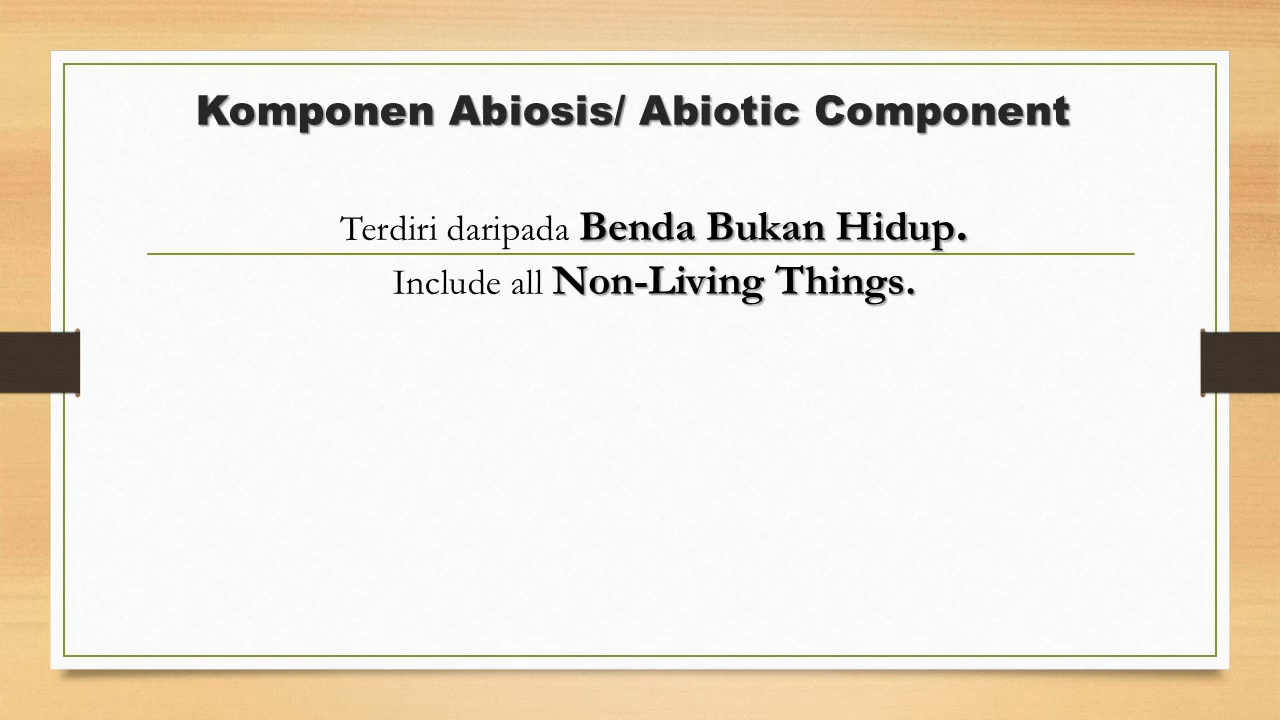 Komponen Abiosis/ Abiotic Component
Terdiri daripada Benda Bukan Hidup.
Include all Non-Living Things.